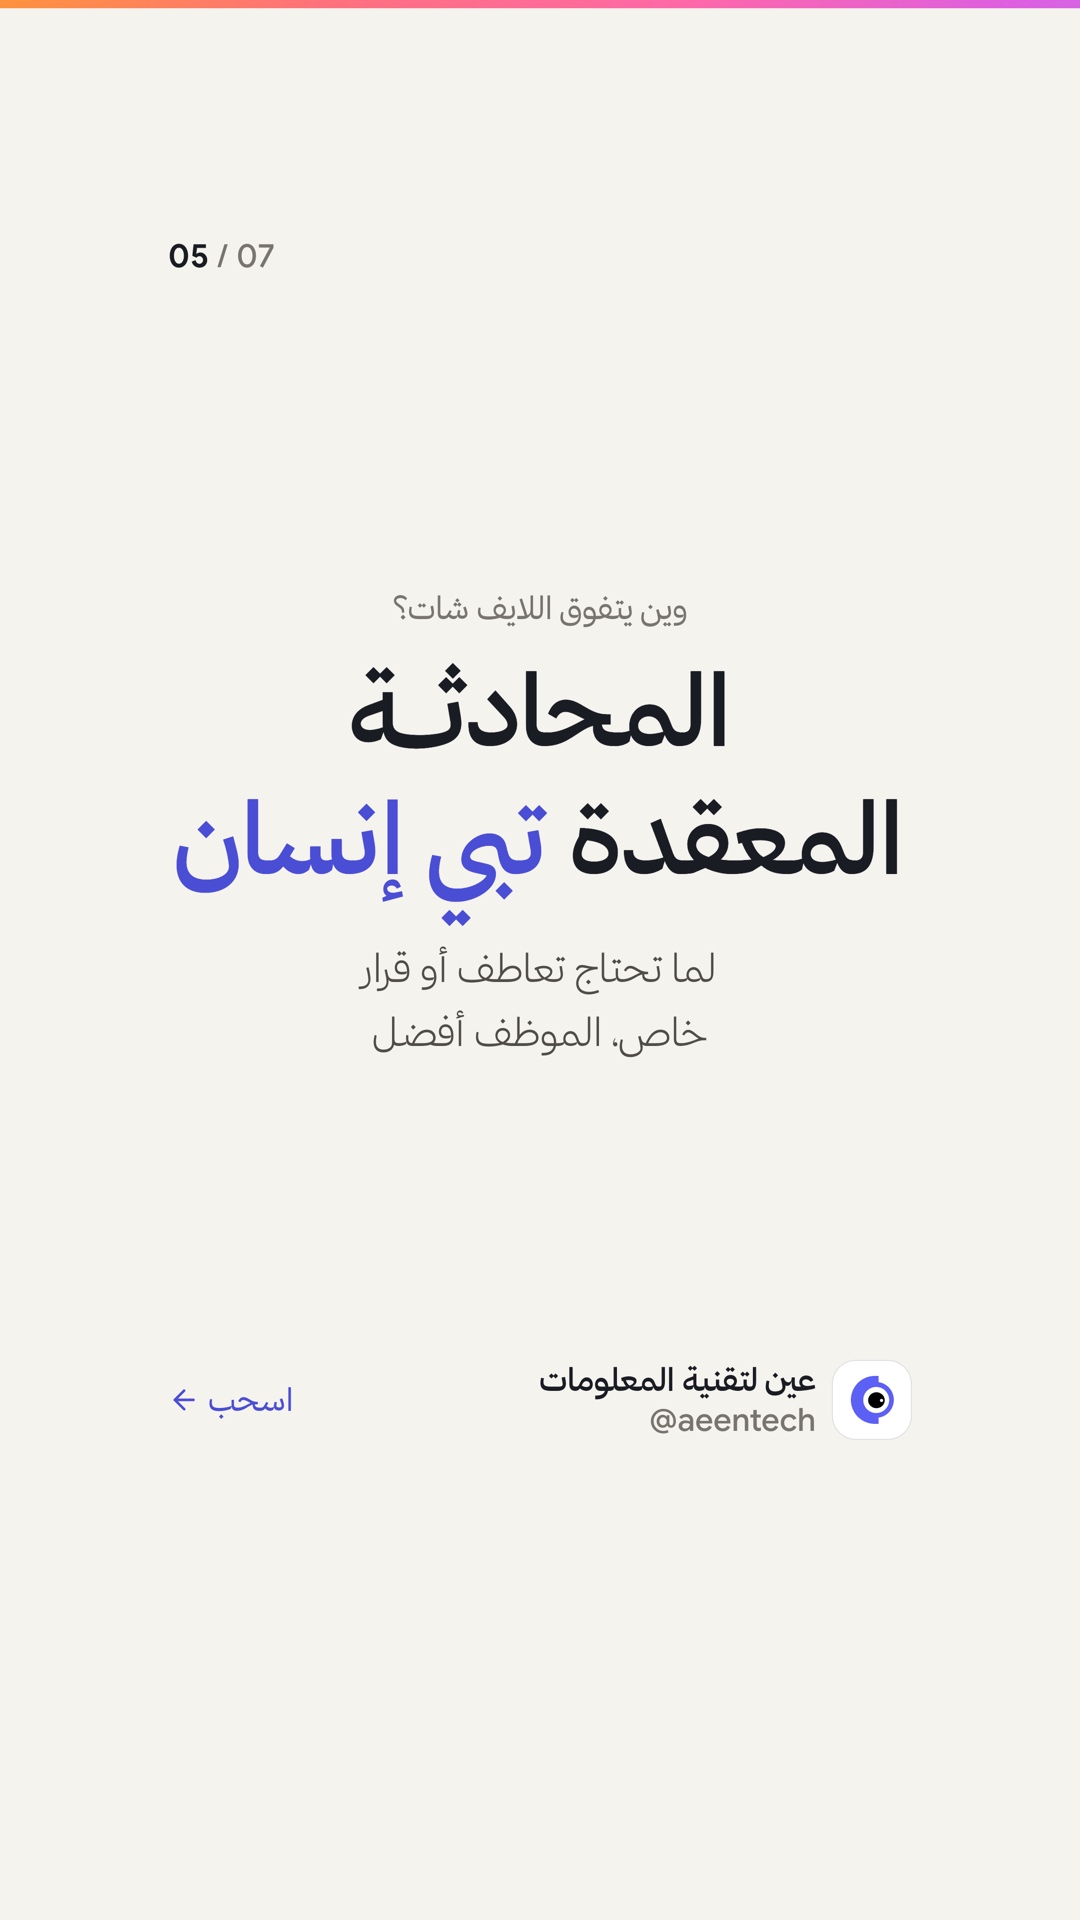 05 / 07
وين يتفوق اللايف شات؟
المحادثـة
المعقدة تبي إنسان
لما تحتاج تعاطف أو قرار
خاص، الموظف أفضل
عين لتقنية المعلومات
@aeentech
اسحب ←